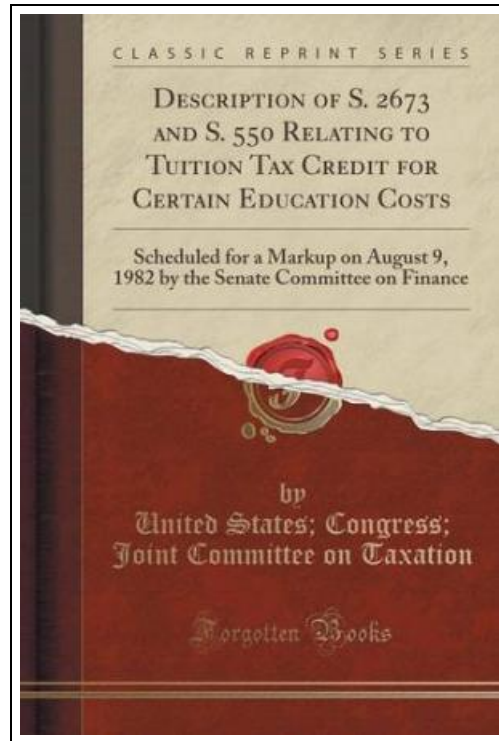 CLASSIC REPRINT SERIES
DESCRIPTION OF S. 2673
AND S. 550 RELATING TO
TUITION TAX CREDIT FOR
CERTAIN EDUCATION COSTS
Scheduled for a Markup on August 9,
1982 by the Senate Committee on Finance
F
by
United States; Congress;
Joint Committee on Taxation
Forgotten Books